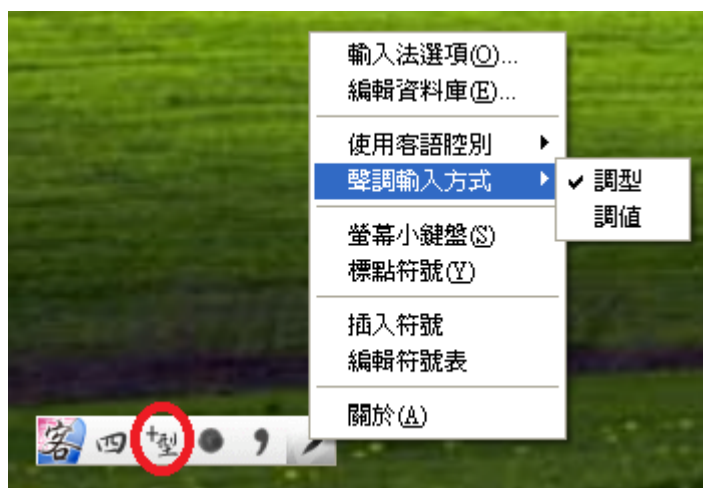 輸入法選項(O)...
編輯資料庫(E)...
使用客語腔別
聲調輸入方式
調型
調值
螢幕小鍵盤(S)
標點符號(Y)
插入符號
編輯符號表
關於(A)
客 四 +型 ，